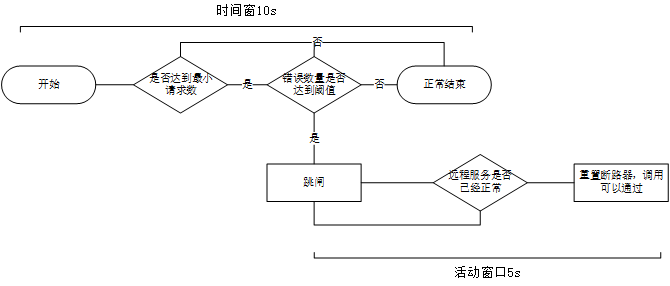 时间窗10s
否
开始
是否达到最小
请求数
是
错误数量是否
达到阈值
否
正常结束
是
跳闸
远程服务是否
已经正常
重置断路器，调用
可以通过
活动窗口5s